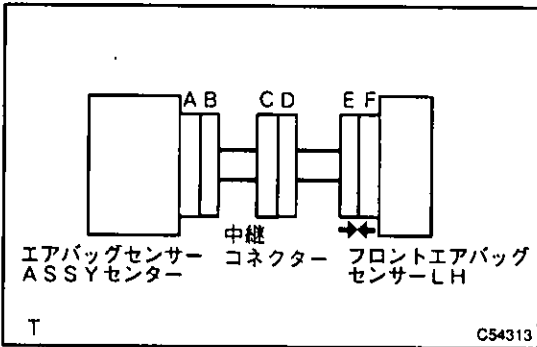 A B C D E F
エアバッグセンサー
ASSYセンター
中継
コネクター
フロントエアバッグ
センサーLH
T
C54313